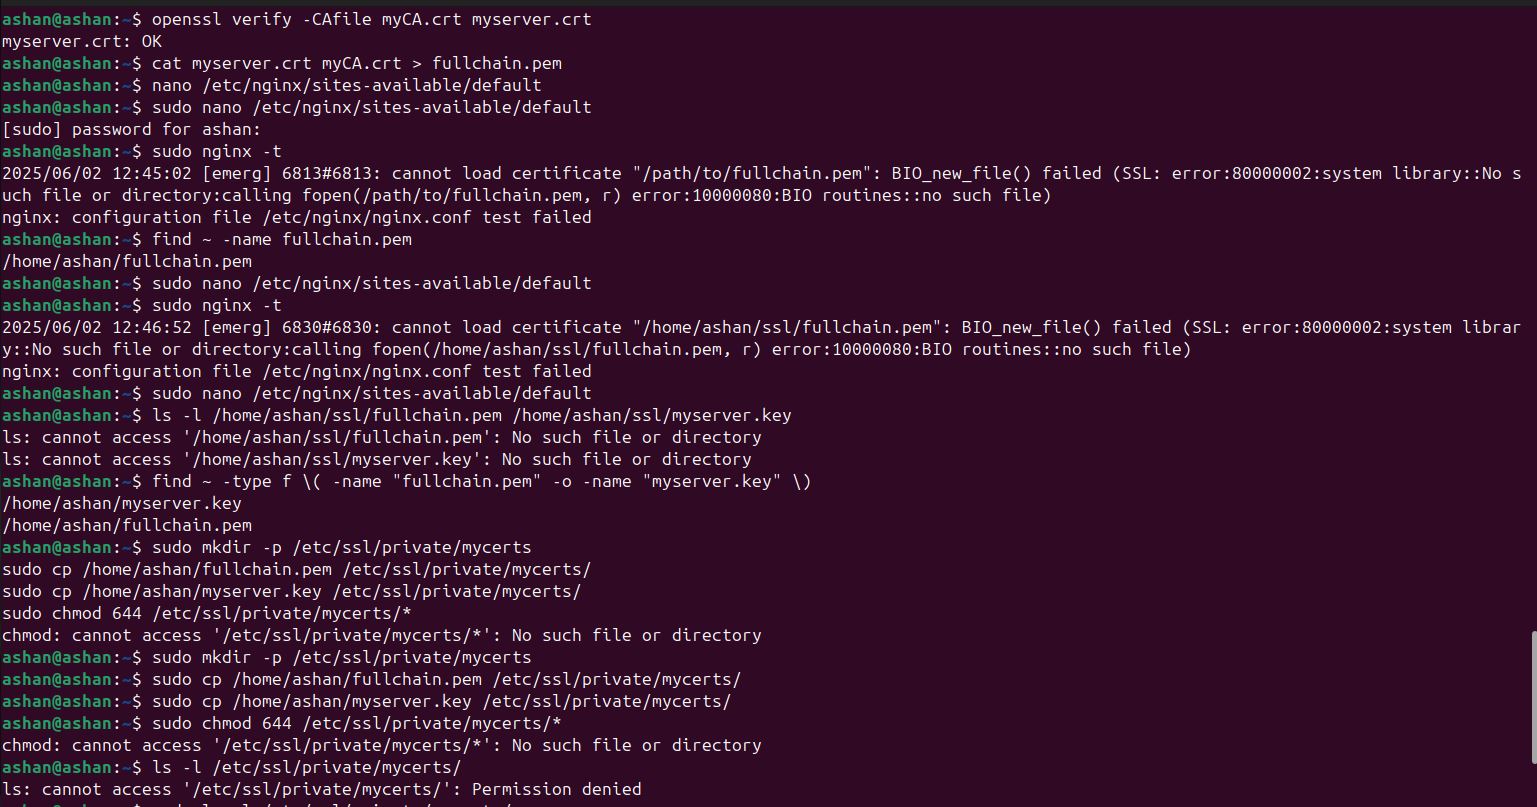 ashan@ashan:~$ openssl verify -CAfile myCA.crt myserver.crt
myserver.crt: OK
ashan@ashan:~$ cat myserver.crt myCA.crt > fullchain.pem
ashan@ashan:~$ nano /etc/nginx/sites-available/default
ashan@ashan:~$ sudo nano /etc/nginx/sites-available/default
[sudo] password for ashan:
ashan@ashan:~$ sudo nginx -t
2025/06/02 12:45:02 [emerg] 6813#6813: cannot load certificate "/path/to/fullchain.pem": BIO_new_file() failed (SSL: error:80000002:system library::No s
uch file or directory:calling fopen(/path/to/fullchain.pem, r) error:10000080:BIO routines::no such file)
nginx: configuration file /etc/nginx/nginx.conf test failed
ashan@ashan:~$ find ~ -name fullchain.pem
/home/ashan/fullchain.pem
ashan@ashan:~$ sudo nano /etc/nginx/sites-available/default
ashan@ashan:~$ sudo nginx -t
2025/06/02 12:46:52 [emerg] 6830#6830: cannot load certificate "/home/ashan/ssl/fullchain.pem": BIO_new_file() failed (SSL: error:80000002:system librar
y::No such file or directory:calling fopen(/home/ashan/ssl/fullchain.pem, r) error:10000080:BIO routines::no such file)
nginx: configuration file /etc/nginx/nginx.conf test failed
ashan@ashan:~$ sudo nano /etc/nginx/sites-available/default
ashan@ashan:~$ ls -l /home/ashan/ssl/fullchain.pem /home/ashan/ssl/myserver.key
ls: cannot access '/home/ashan/ssl/fullchain.pem': No such file or directory
ls: cannot access '/home/ashan/ssl/myserver.key': No such file or directory
ashan@ashan:~$ find ~ -type f \( -name "fullchain.pem" -o -name "myserver.key" \)
/home/ashan/myserver.key
/home/ashan/fullchain.pem
ashan@ashan:~$ sudo mkdir -p /etc/ssl/private/mycerts
sudo cp /home/ashan/fullchain.pem /etc/ssl/private/mycerts/
sudo cp /home/ashan/myserver.key /etc/ssl/private/mycerts/
sudo chmod 644 /etc/ssl/private/mycerts/*
chmod: cannot access '/etc/ssl/private/mycerts/*': No such file or directory
ashan@ashan:~$ sudo mkdir -p /etc/ssl/private/mycerts
ashan@ashan:~$ sudo cp /home/ashan/fullchain.pem /etc/ssl/private/mycerts/
ashan@ashan:~$ sudo cp /home/ashan/myserver.key /etc/ssl/private/mycerts/
ashan@ashan:~$ sudo chmod 644 /etc/ssl/private/mycerts/*
chmod: cannot access '/etc/ssl/private/mycerts/*': No such file or directory
ashan@ashan:~$ ls -l /etc/ssl/private/mycerts/
ls: cannot access '/etc/ssl/private/mycerts/': Permission denied